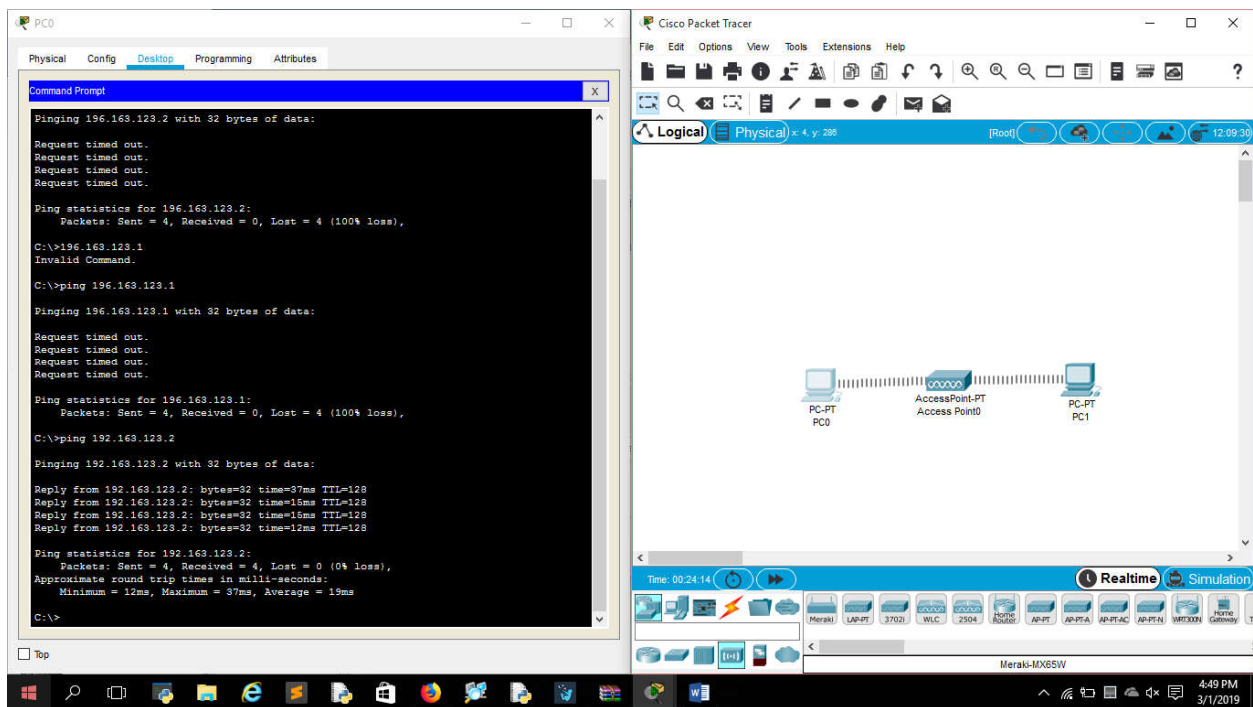 PC0
Physical Config Desktop Programming Attributes
Command Prompt
X
Pinging 196.163.123.2 with 32 bytes of data:
Request timed out.
Request timed out.
Request timed out.
Request timed out.
Ping statistics for 196.163.123.2:
Packets: Sent = 4, Received = 0, Lost = 4 (100% loss),
C:\>196.163.123.1
Invalid Command.
C:\>ping 196.163.123.1
Pinging 196.163.123.1 with 32 bytes of data:
Request timed out.
Request timed out.
Request timed out.
Request timed out.
Ping statistics for 196.163.123.1:
Packets: Sent = 4, Received = 0, Lost = 4 (100% loss),
C:\>ping 192.163.123.2
Pinging 192.163.123.2 with 32 bytes of data:
Reply from 192.163.123.2: bytes=32 time=37ms TTL=128
Reply from 192.163.123.2: bytes=32 time=15ms TTL=128
Reply from 192.163.123.2: bytes=32 time=15ms TTL=128
Reply from 192.163.123.2: bytes=32 time=12ms TTL=128
Ping statistics for 192.163.123.2:
Packets: Sent = 4, Received = 4, Lost = 0 (0% loss),
Approximate round trip times in milli-seconds:
Minimum = 12ms, Maximum = 37ms, Average = 19ms
C:\>
Top
Cisco Packet Tracer
File Edit Options View Tools Extensions Help
Logical Physical x: 4, y: 286 [Root] 12:09:30
PC-PT
PC0
AccessPoint-PT
Access Point0
PC-PT
PC1
Time: 00:24:14 Realtime Simulation
Meraki LAP-PT 3702i WLC 2504 Home Router AP-PT AP-PT-A AP-PT-AC AP-PT-N WRT300N Home Gateway
Meraki-MX65W
4:49 PM
3/1/2019